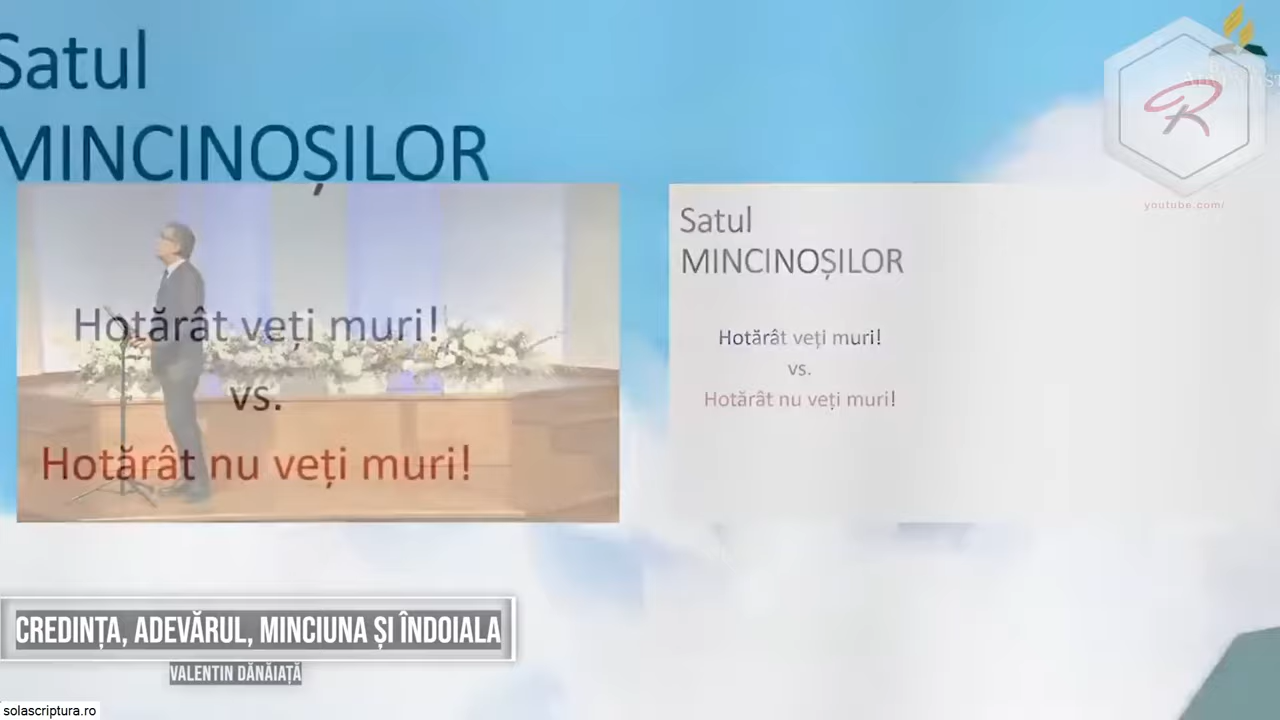 Satul
MINCINOȘILOR
Hotărât veți muri!
vs.
Hotărât nu veți muri!
Satul
MINCINOȘILOR
Hotărât veți muri!
vs.
Hotărât nu veți muri!
R
youtube.com/
CREDINȚA, ADEVĂRUL, MINCIUNA ȘI ÎNDOIALA
VALENTIN DĂNĂIAȚĂ
solascriptura.ro